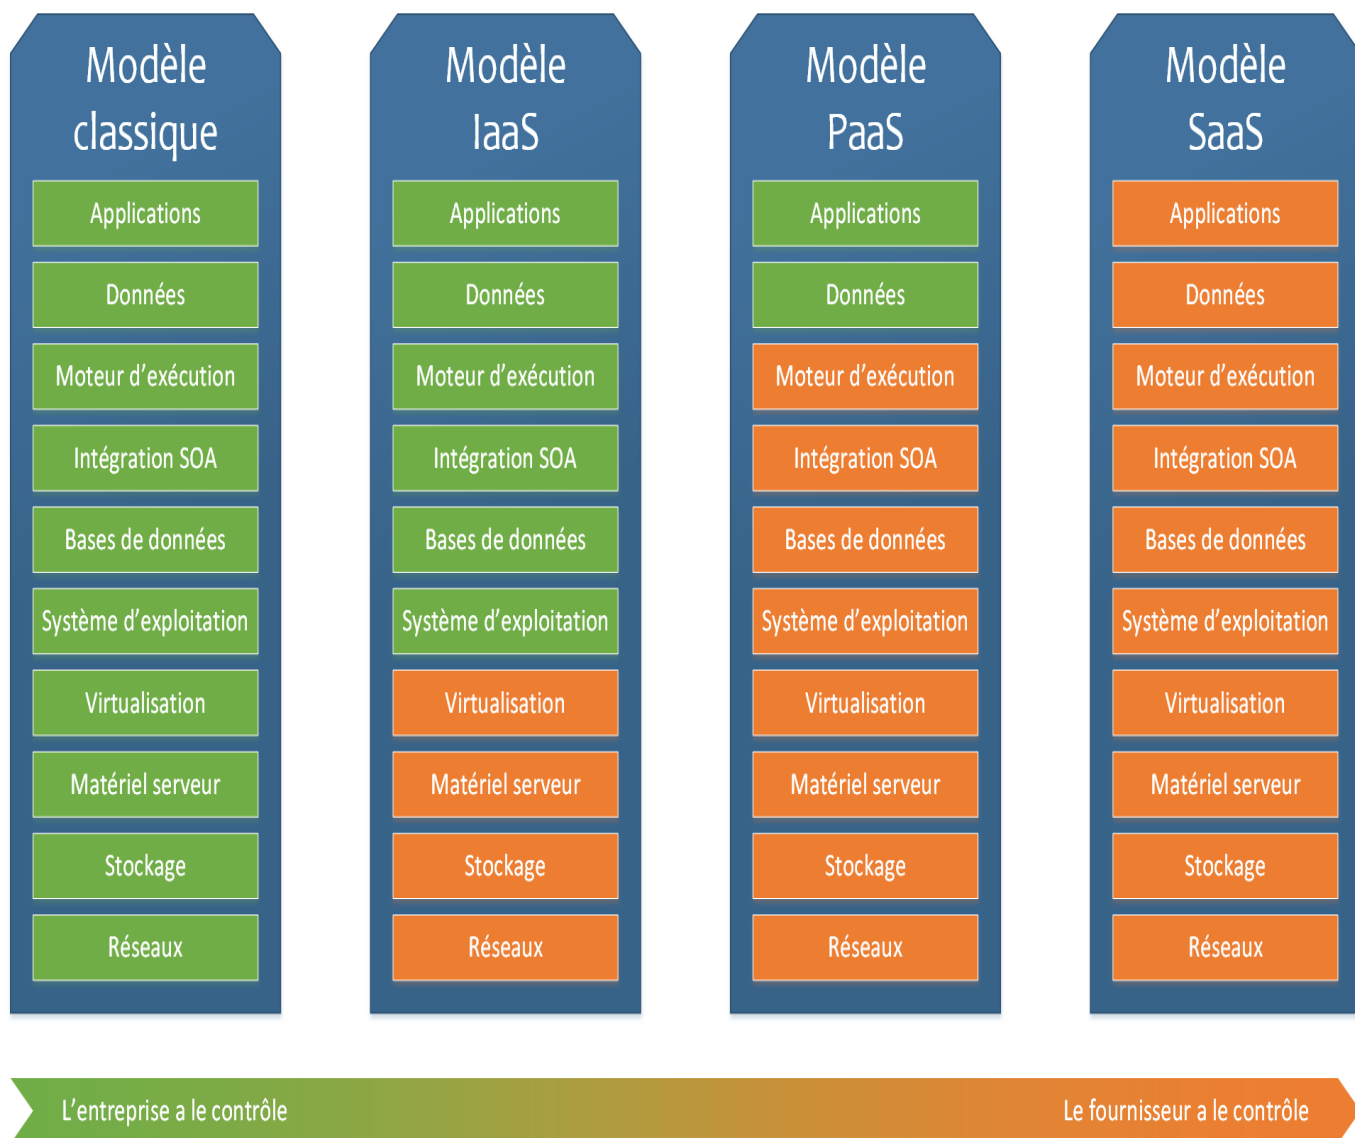 Modèle
classique
Applications
Données
Moteur d’exécution
Intégration SOA
Bases de données
Système d’exploitation
Virtualisation
Matériel serveur
Stockage
Réseaux
Modèle
IaaS
Applications
Données
Moteur d’exécution
Intégration SOA
Bases de données
Système d’exploitation
Virtualisation
Matériel serveur
Stockage
Réseaux
Modèle
PaaS
Applications
Données
Moteur d’exécution
Intégration SOA
Bases de données
Système d’exploitation
Virtualisation
Matériel serveur
Stockage
Réseaux
Modèle
SaaS
Applications
Données
Moteur d’exécution
Intégration SOA
Bases de données
Système d’exploitation
Virtualisation
Matériel serveur
Stockage
Réseaux
L’entreprise a le contrôle
Le fournisseur a le contrôle